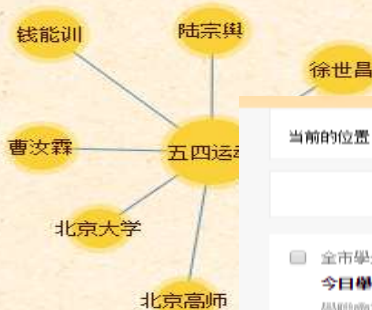 钱能训
陆宗舆
徐世昌
曹汝霖
五四运
北京大学
北京高师
当前的位置
全市學
今日舉